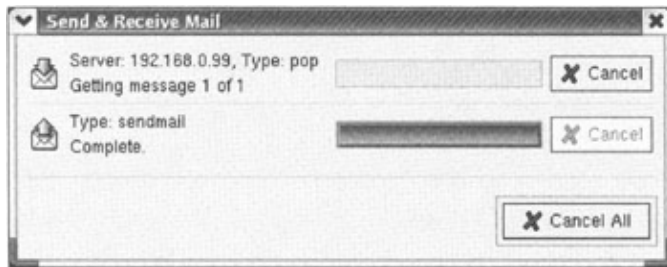 Send & Receive Mail
Server: 192.168.0.99, Type: pop
Getting message 1 of 1
Cancel
Type: sendmail
Complete.
Cancel
Cancel All